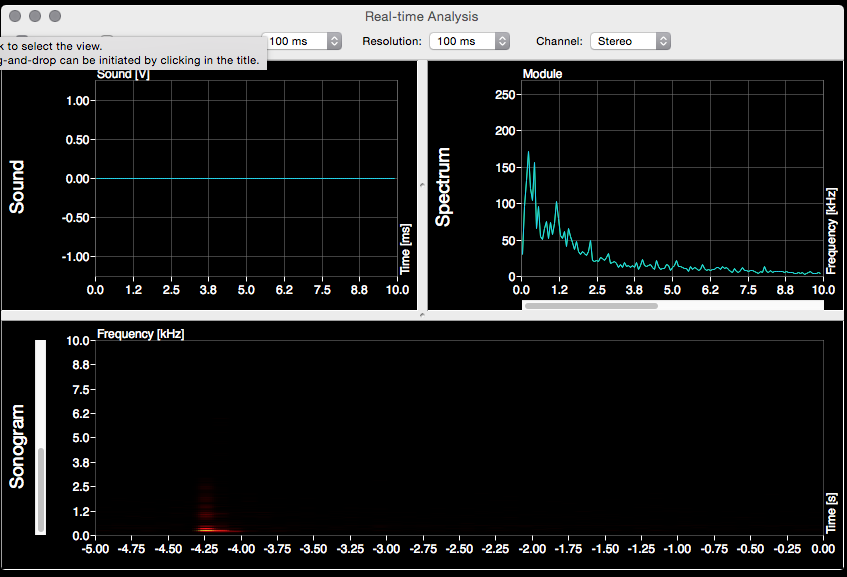 Real-time Analysis
k to select the view.
g-and-drop can be initiated by clicking in the title.
100 ms
Resolution:
100 ms
Channel:
Stereo
Sound
Sound [V]
1.00
0.50
0.00
-0.50
-1.00
Time [ms]
0.0 1.2 2.5 3.8 5.0 6.2 7.5 8.8 10.0
Spectrum
Module
250
200
150
100
50
0
Frequency [kHz]
0.0 1.2 2.5 3.8 5.0 6.2 7.5 8.8 10.0
Sonogram
Frequency [kHz]
10.0
8.8
7.5
6.2
5.0
3.8
2.5
1.2
0.0
Time [s]
-5.00 -4.75 -4.50 -4.25 -4.00 -3.75 -3.50 -3.25 -3.00 -2.75 -2.50 -2.25 -2.00 -1.75 -1.50 -1.25 -1.00 -0.75 -0.50 -0.25 0.00